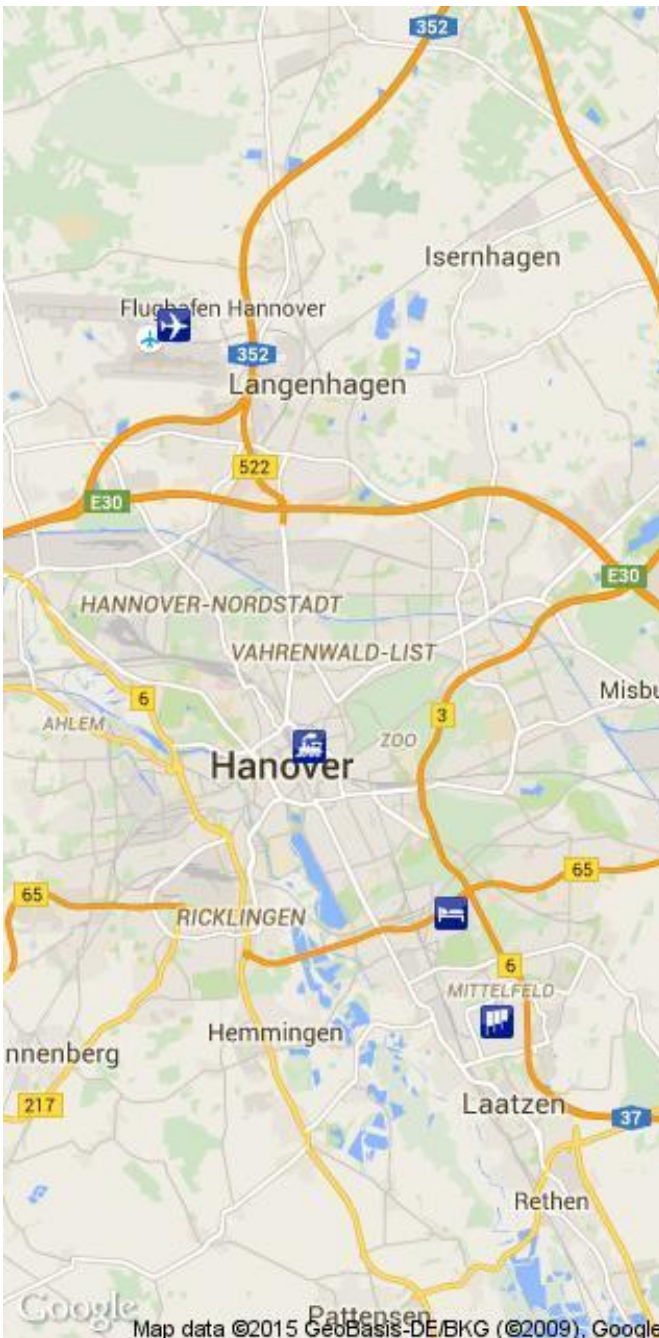 352
Isernhagen
Flughafen Hannover
352
Langenhagen
522
E30
E30
HANNOVER-NORDSTADT
VAHRENWALD-LIST
Misbu
6
3
AHLEM
ZOO
Hanover
65
65
RICKLINGEN
6
MITTELFELD
Hemmingen
nnenberg
217
Laatzen
37
Rethen
Google
Pattensen
Map data ©2015 GeoBasis-DE/BKG (©2009), Google